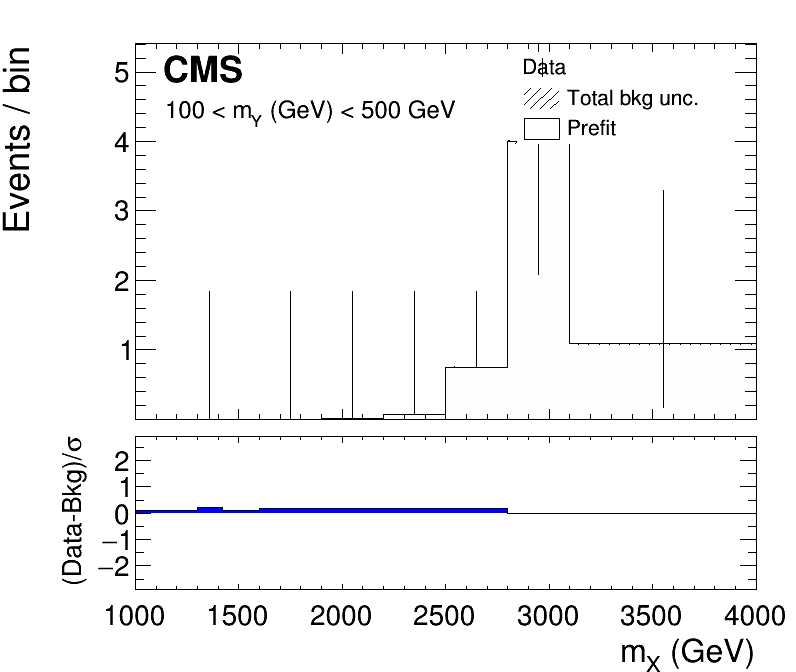 CMS
100 < mY (GeV) < 500 GeV
Data
Total bkg unc.
Prefit
Events / bin
5
4
3
2
1
(Data-Bkg)/σ
2
1
0
−1
−2
1000 1500 2000 2500 3000 3500 4000
mX (GeV)